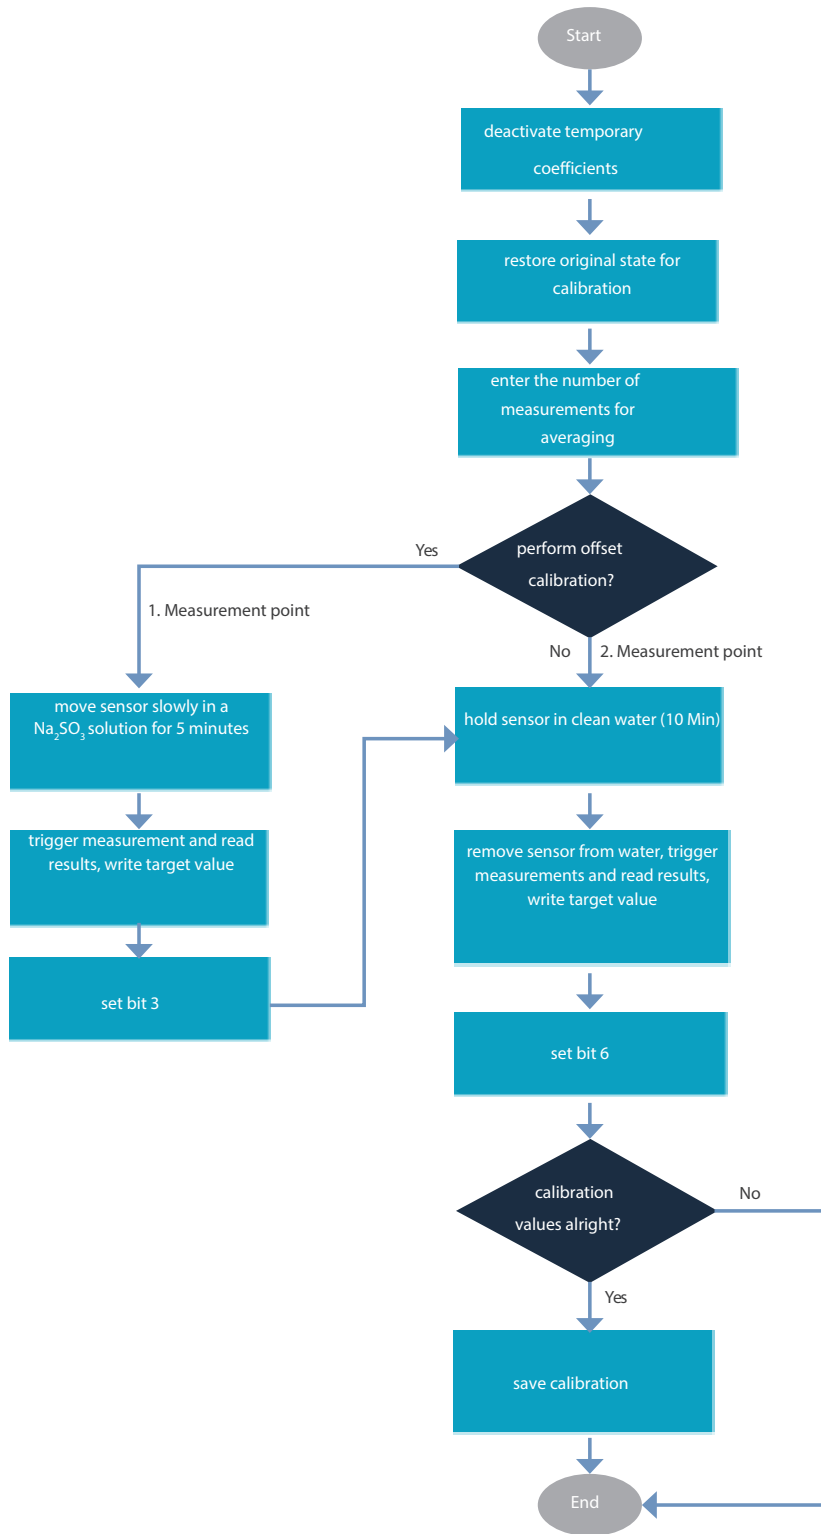 Start
deactivate temporary
coefficients
restore original state for
calibration
enter the number of
measurements for
averaging
perform offset
calibration?
Yes
1. Measurement point
No
2. Measurement point
move sensor slowly in a
Na₂SO₃ solution for 5 minutes
trigger measurement and read
results, write target value
set bit 3
hold sensor in clean water (10 Min)
remove sensor from water, trigger
measurements and read results,
write target value
set bit 6
calibration
values alright?
No
Yes
save calibration
End